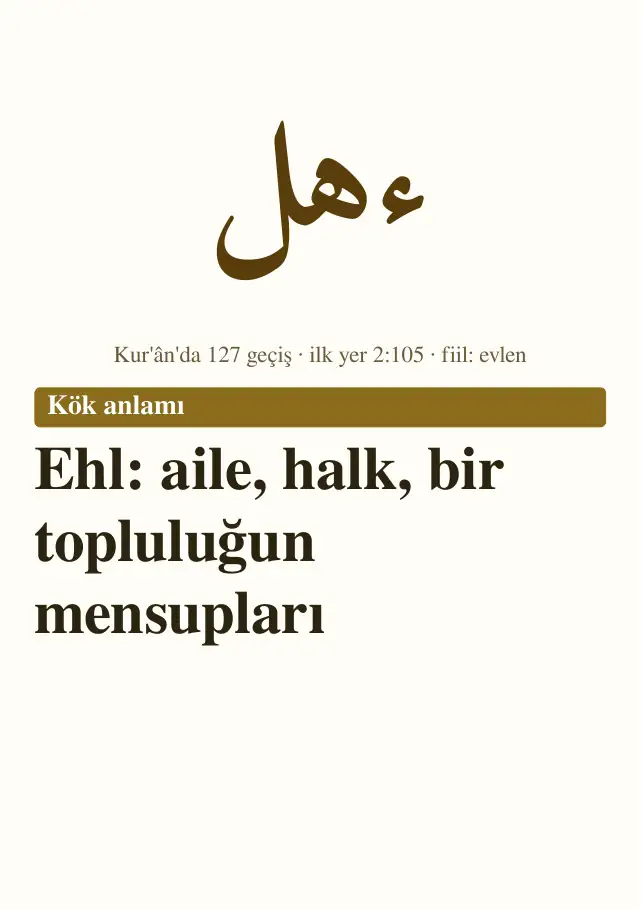 ءهل
Kur'ân'da 127 geçiş · ilk yer 2:105 · fiil: evlen
Kök anlamı
Ehl: aile, halk, bir
topluluğun
mensupları